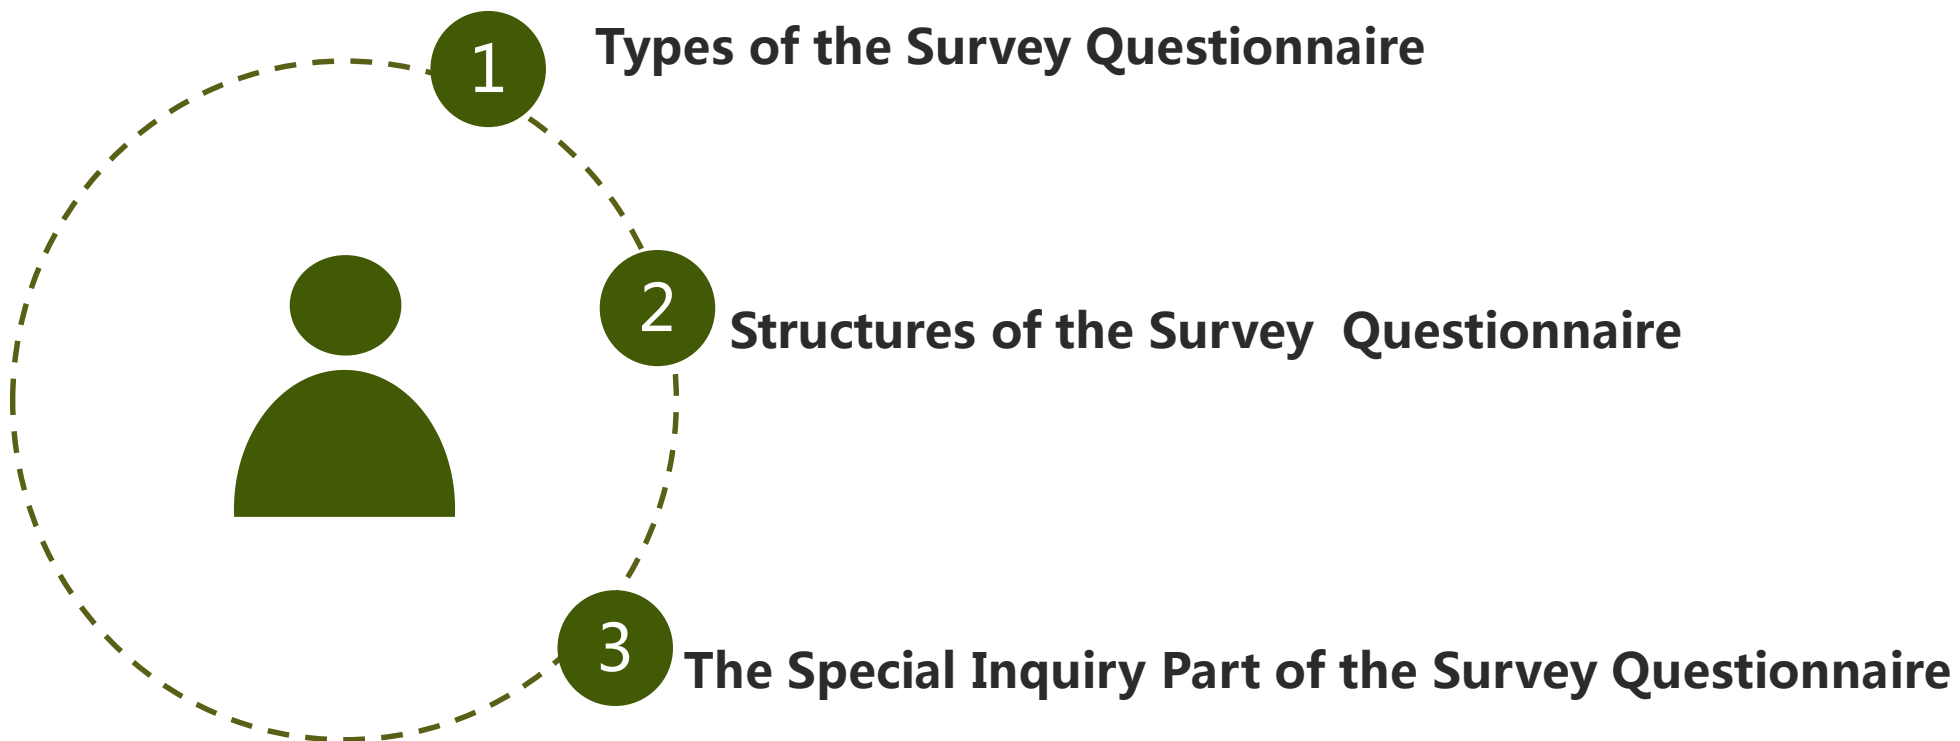 1 Types of the Survey Questionnaire
2 Structures of the Survey  Questionnaire
3 The Special Inquiry Part of the Survey Questionnaire